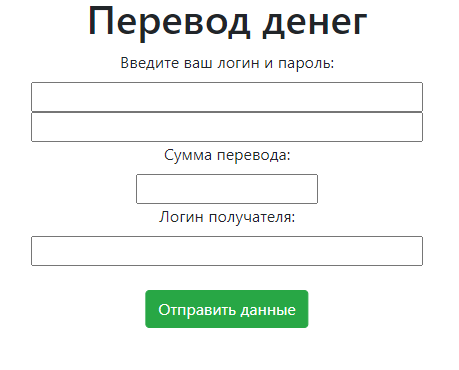 Перевод денег
Введите ваш логин и пароль:
Сумма перевода:
Логин получателя:
Отправить данные